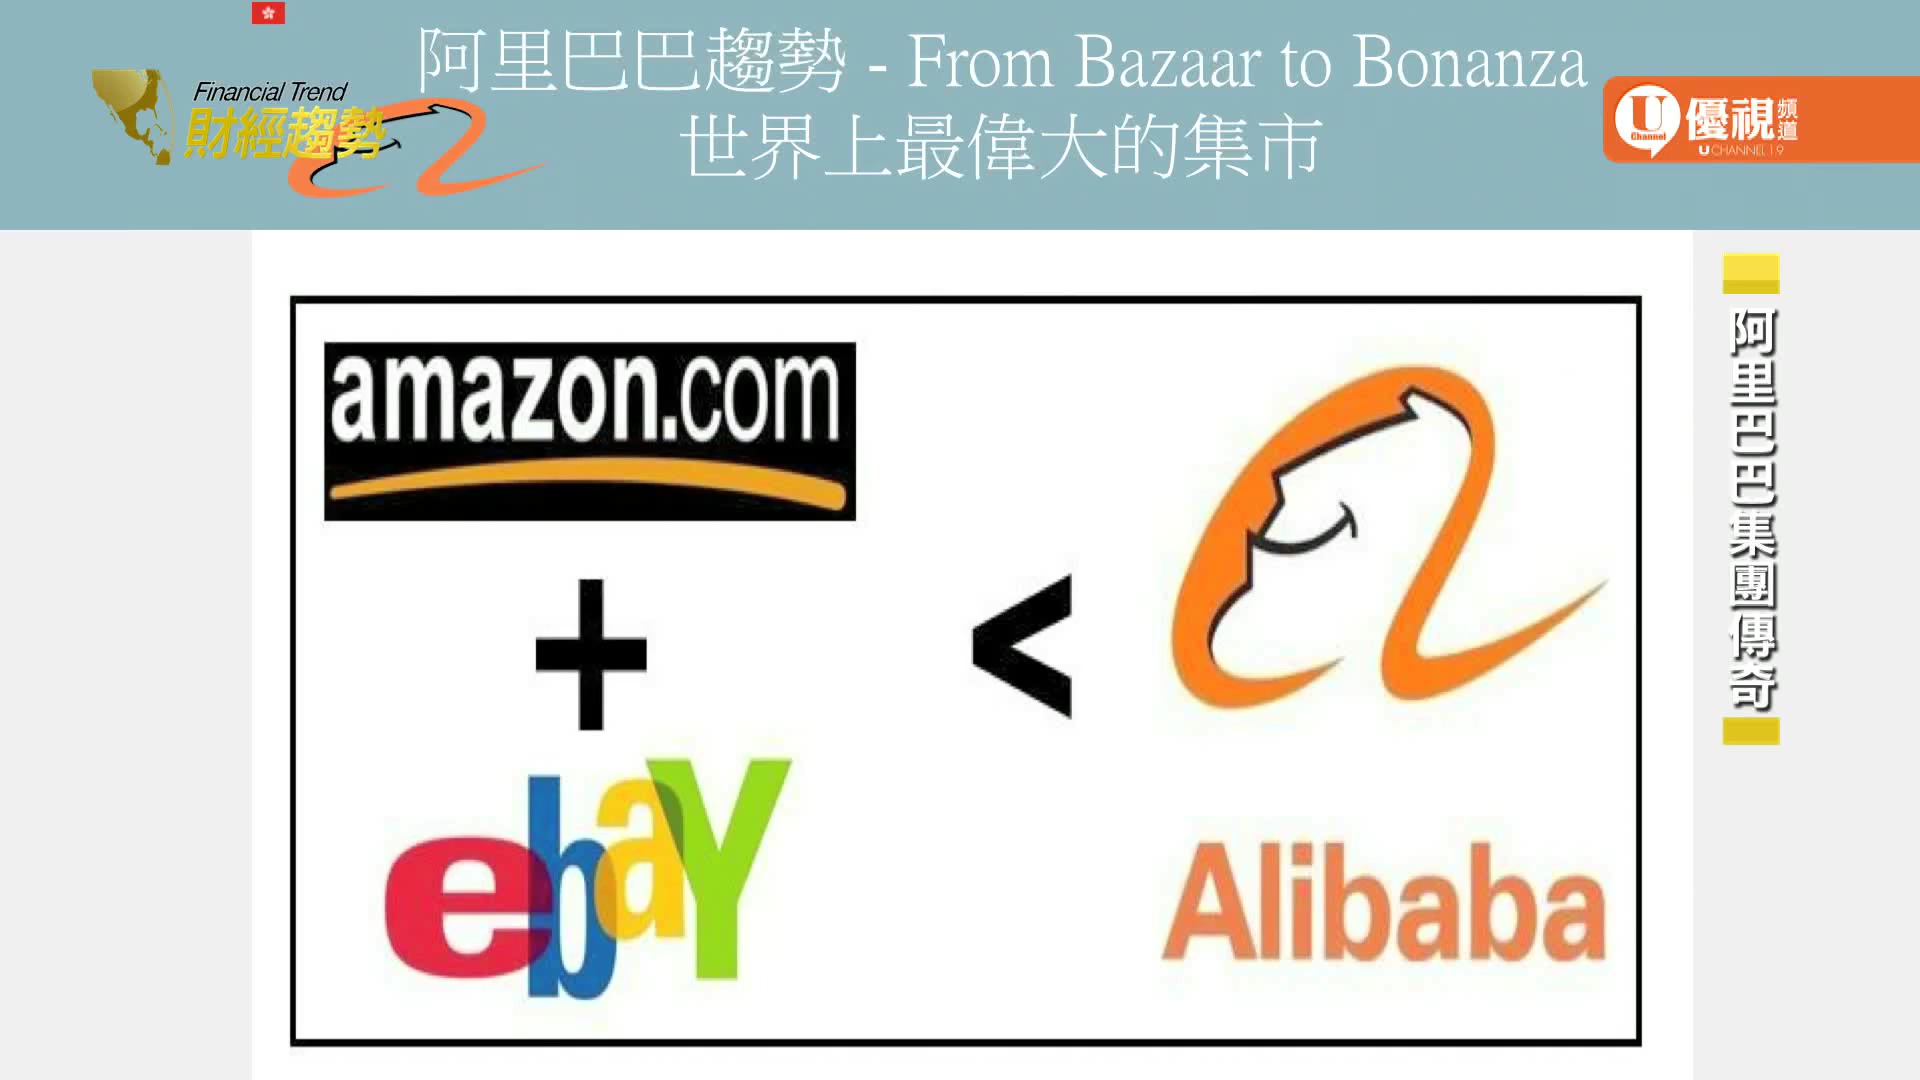 阿里巴巴趨勢 - From Bazaar to Bonanza
世界上最偉大的集市
Financial Trend
財經趨勢
U
Channel
優視頻道
U CHANNEL 19
amazon.com
+
<
ebaY
Alibaba
阿里巴巴集團傳奇